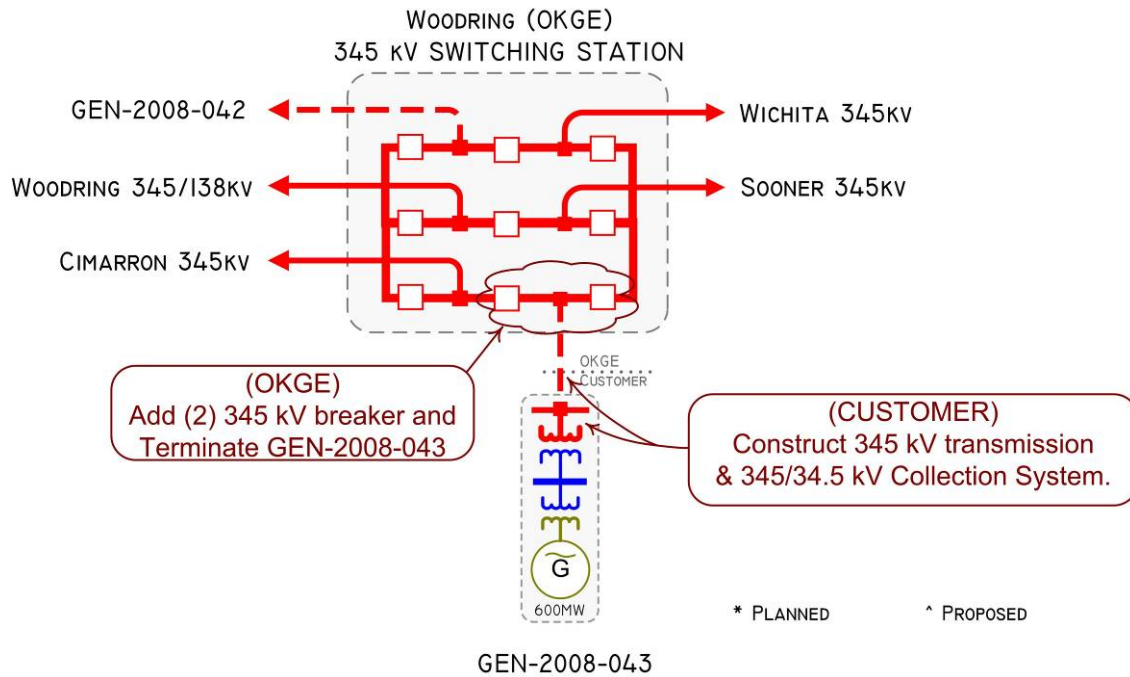 WOODRING (OKGE)
345 KV SWITCHING STATION
GEN-2008-042
WICHITA 345KV
WOODRING 345/138KV
SOONER 345KV
CIMARRON 345KV
OKGE
CUSTOMER
(OKGE)
Add (2) 345 kV breaker and
Terminate GEN-2008-043
(CUSTOMER)
Construct 345 kV transmission
& 345/34.5 kV Collection System.
G
600MW
* PLANNED
^ PROPOSED
GEN-2008-043